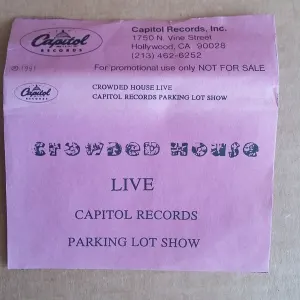 Capitol
RECORDS
Capitol Records, Inc.
1750 N. Vine Street
Hollywood, CA 90028
(213) 462-6252
For promotional use only NOT FOR SALE
Capitol
RECORDS
CROWDED HOUSE LIVE
CAPITOL RECORDS PARKING LOT SHOW
CROWDED HOUSE
LIVE
CAPITOL RECORDS
PARKING LOT SHOW